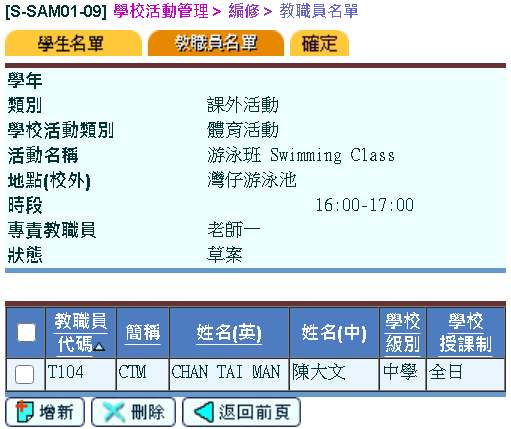 [S-SAM01-09] 學校活動管理 > 編修 > 教職員名單
學生名單 教職員名單 確定
學年
類別 課外活動
學校活動類別 體育活動
活動名稱 游泳班 Swimming Class
地點(校外) 灣仔游泳池
時段 16:00-17:00
專責教職員 老師一
狀態 草案
教職員代碼 簡稱 姓名(英) 姓名(中) 學校級別 學校授課制
T104 CTM CHAN TAI MAN 陳大文 中學 全日
增新 刪除 返回前頁